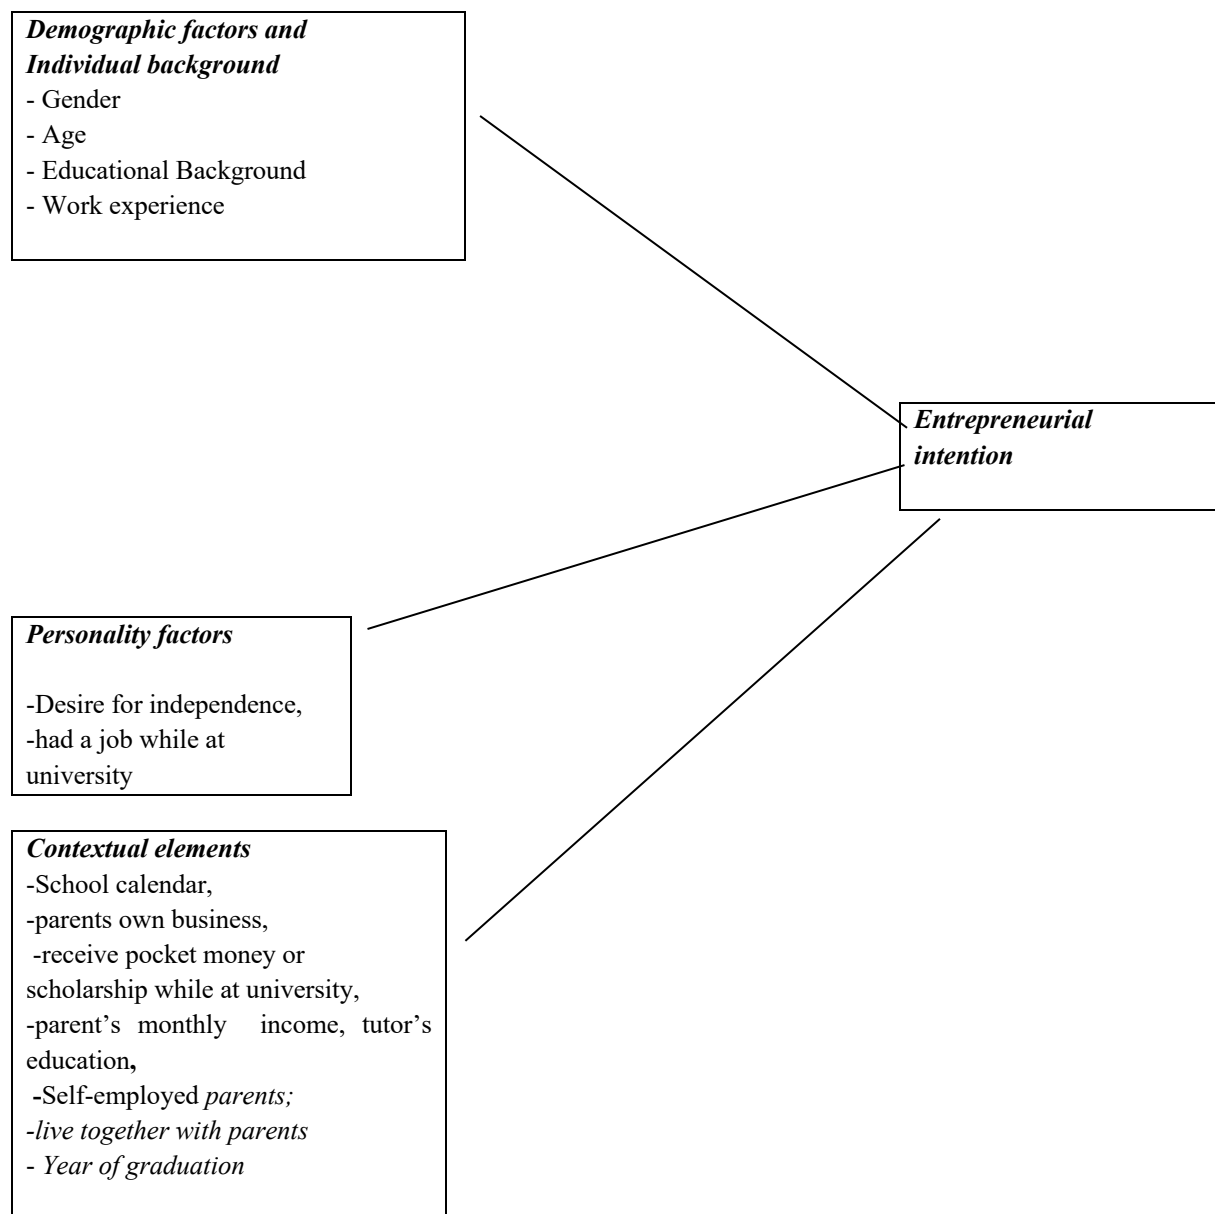 Demographic factors and
Individual background
- Gender
- Age
- Educational Background
- Work experience
Entrepreneurial
intention
Personality factors
-Desire for independence,
-had a job while at
university
Contextual elements
-School calendar,
-parents own business,
-receive pocket money or
scholarship while at university,
-parent’s monthly income, tutor’s
education,
-Self-employed parents;
-live together with parents
- Year of graduation